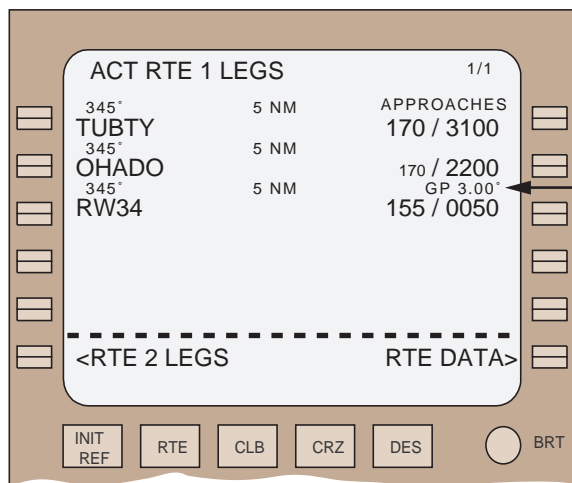 ACT RTE 1 LEGS 1/1
345° 5 NM APPROACHES
TUBTY 170 / 3100
345° 5 NM
OHADO 170 / 2200
345° 5 NM GP 3.00°
RW34 155 / 0050
<RTE 2 LEGS RTE DATA>
INIT REF RTE CLB CRZ DES BRT